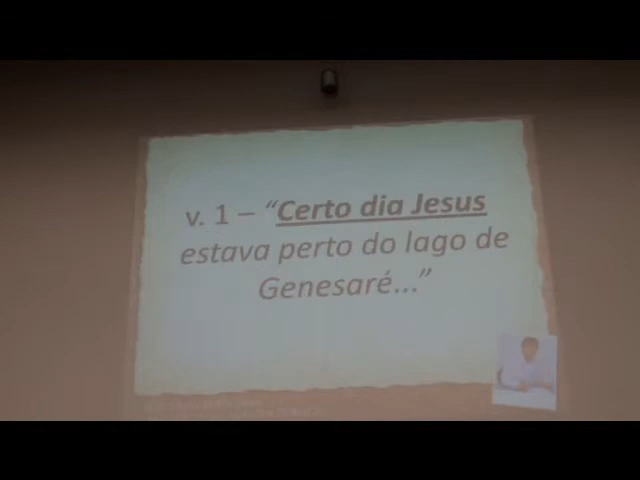 v. 1 – “Certo dia Jesus
estava perto do lago de
Genesaré...”